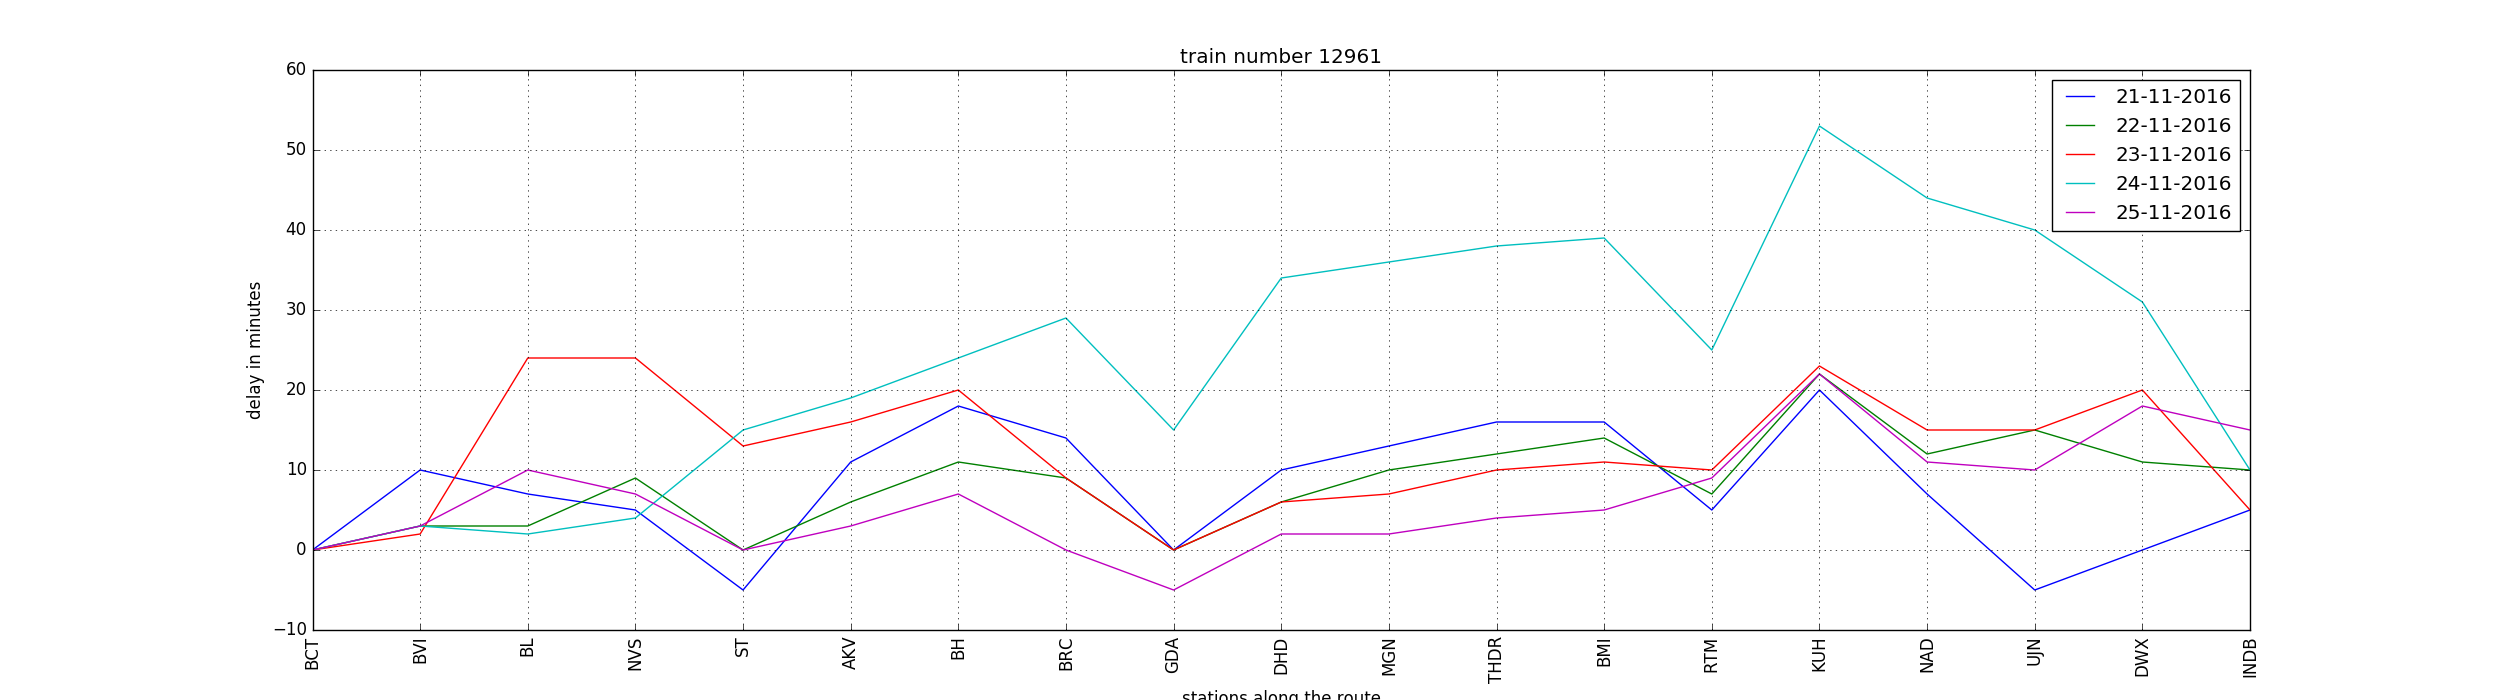 train number 12961
60
50
40
30
20
10
0
−10
delay in minutes
21-11-2016
22-11-2016
23-11-2016
24-11-2016
25-11-2016
BCT
BVI
BL
NVS
ST
AKV
BH
BRC
GDA
DHD
MGN
THDR
BMI
RTM
KUH
NAD
UJN
DWX
INDB
stations along the route